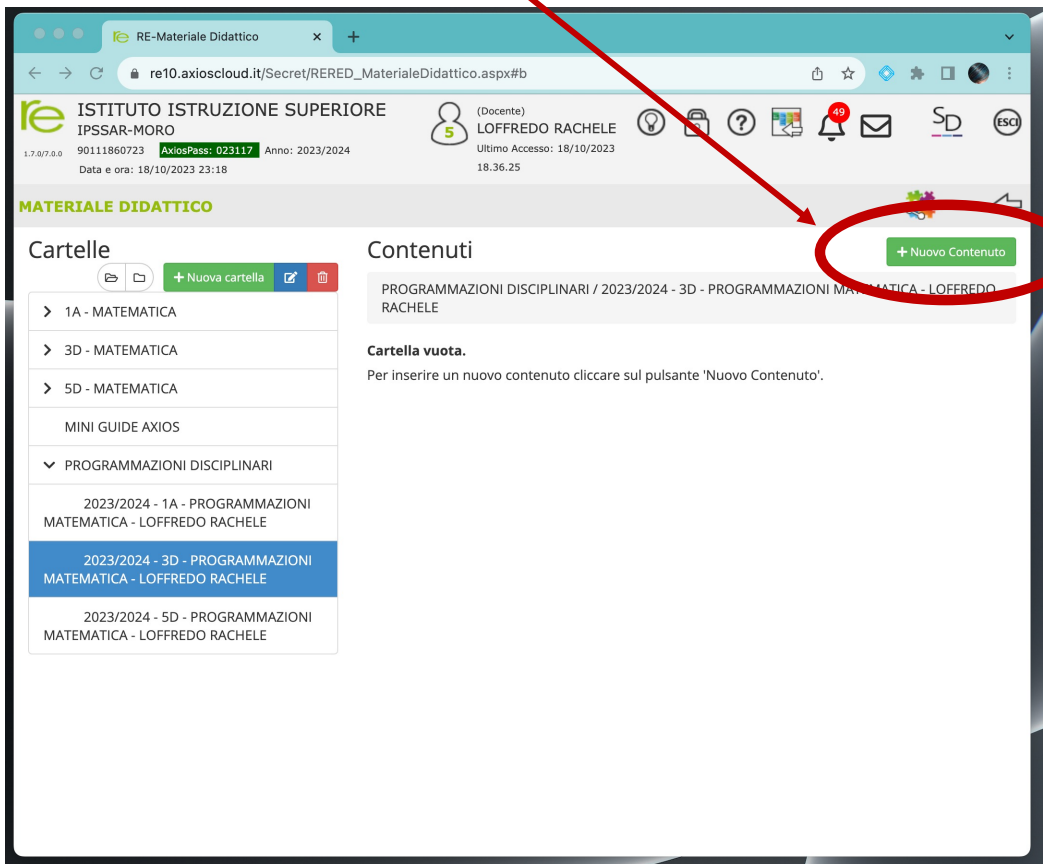 RE-Materiale Didattico
re10.axioscloud.it/Secret/RERED_MaterialeDidattico.aspx#b
re
1.7.0/7.0.0
ISTITUTO ISTRUZIONE SUPERIORE
IPSSAR-MORO
90111860723 AxiosPass: 023117 Anno: 2023/2024
Data e ora: 18/10/2023 23:18
5
(Docente)
LOFFREDO RACHELE
Ultimo Accesso: 18/10/2023
18.36.25
49
SD
ESCI
MATERIALE DIDATTICO
Cartelle
+ Nuova cartella
1A - MATEMATICA
3D - MATEMATICA
5D - MATEMATICA
MINI GUIDE AXIOS
PROGRAMMAZIONI DISCIPLINARI
2023/2024 - 1A - PROGRAMMAZIONI
MATEMATICA - LOFFREDO RACHELE
2023/2024 - 3D - PROGRAMMAZIONI
MATEMATICA - LOFFREDO RACHELE
2023/2024 - 5D - PROGRAMMAZIONI
MATEMATICA - LOFFREDO RACHELE
Contenuti
+ Nuovo Contenuto
PROGRAMMAZIONI DISCIPLINARI / 2023/2024 - 3D - PROGRAMMAZIONI MATEMATICA - LOFFREDO
RACHELE
Cartella vuota.
Per inserire un nuovo contenuto cliccare sul pulsante 'Nuovo Contenuto'.